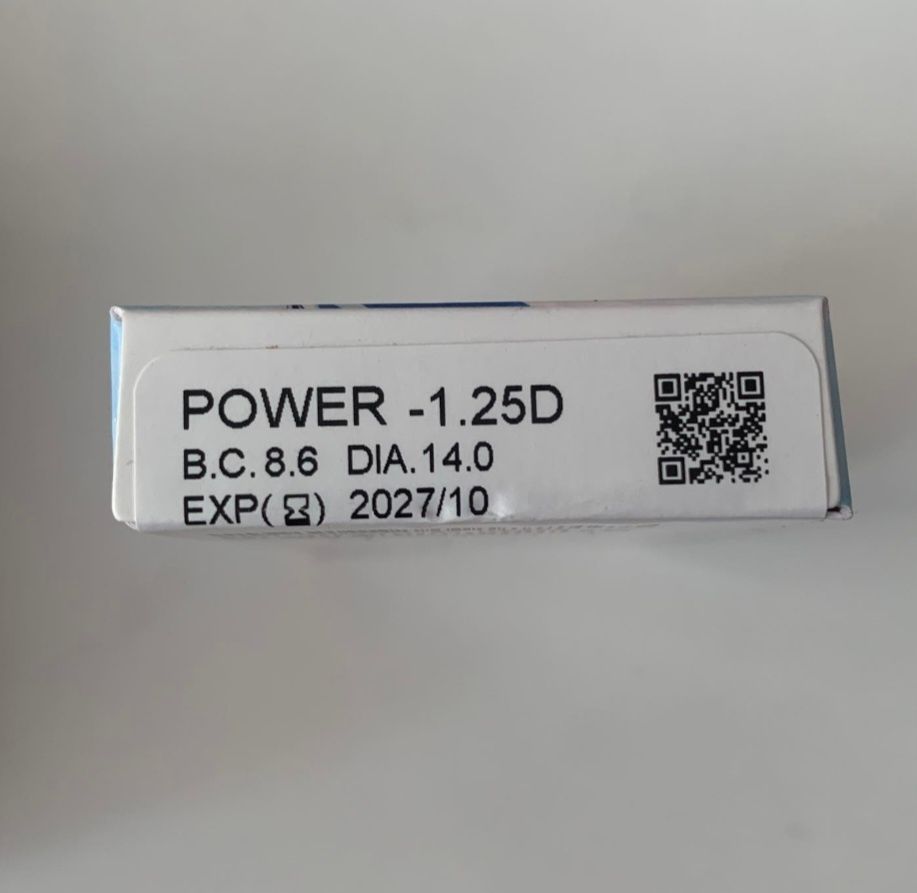 POWER -1.25D
B.C. 8.6 DIA.14.0
EXP(⌛) 2027/10